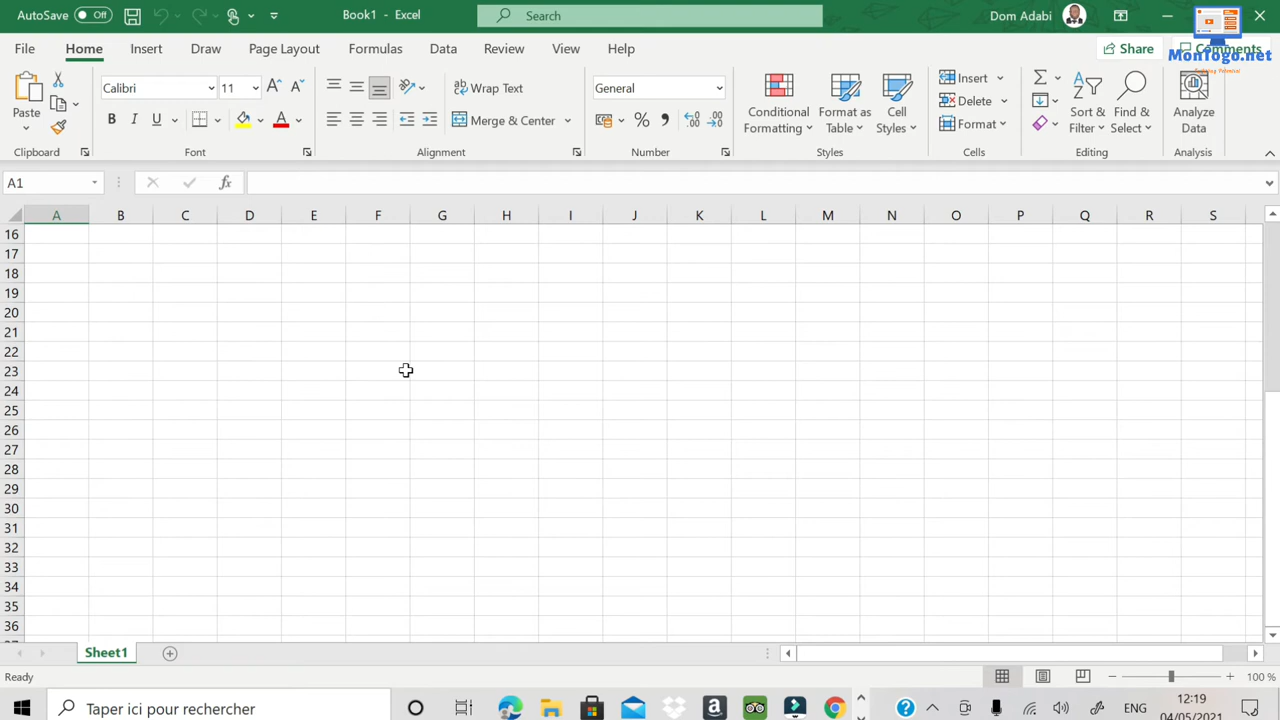 AutoSave Off Book1 - Excel Search Dom Adabi
File Home Insert Draw Page Layout Formulas Data Review View Help Share Comments
MonTogo.net
Calibri 11 Wrap Text General Insert
Paste Conditional Formatting Format as Table Cell Styles Delete Sort & Filter Find & Select Analyze Data
B I U A Merge & Center % Format
Clipboard Font Alignment Number Styles Cells Editing Analysis
A1 fx
A B C D E F G H I J K L M N O P Q R S
16
17
18
19
20
21
22
23
24
25
26
27
28
29
30
31
32
33
34
35
36
Sheet1
Ready 100 %
Taper ici pour rechercher ENG 12:19
04/05/2021